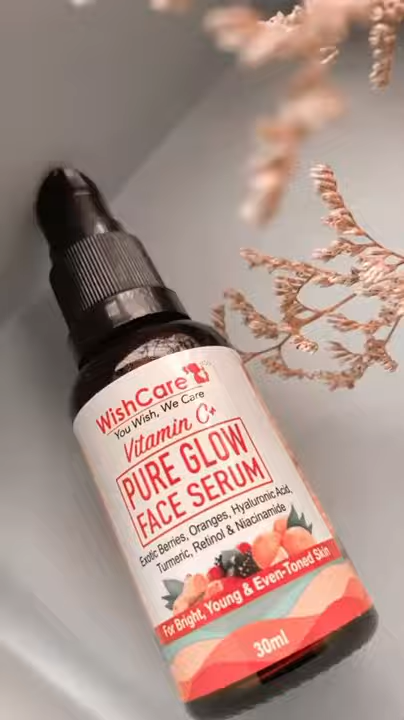 WishCare
You Wish, We Care
Vitamin C+
PURE GLOW
FACE SERUM
Exotic Berries, Oranges, Hyaluronic Acid,
Turmeric, Retinol & Niacinamide
For Bright, Young & Even-Toned Skin
30ml